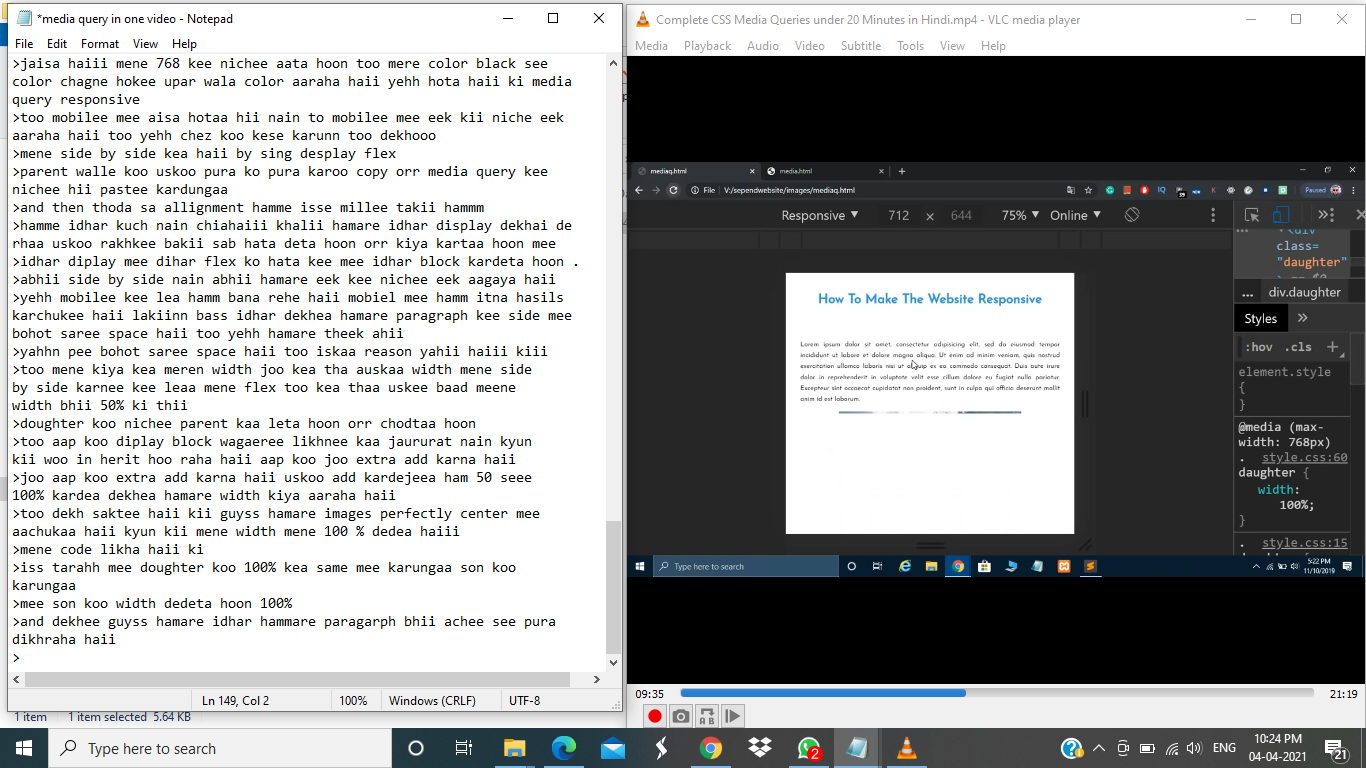 *media query in one video - Notepad
File Edit Format View Help
>jaisa haiii mene 768 kee nichee aata hoon too mere color black see
color chagne hokee upar wala color aaraha haii yehh hota haii ki media
query responsive
>too mobilee mee aisa hotaa hii nain to mobilee mee eek kii niche eek
aaraha haii too yehh chez koo kese karunn too dekhooo
>mene side by side kea haii by sing desplay flex
>parent walle koo uskoo pura ko pura karoo copy orr media query kee
nichee hii pastee kardungaa
>and then thoda sa allignment hamme isse millee takii hammm
>hamme idhar kuch nain chiahaiii khalii hamare idhar display dekhai de
rhaa uskoo rakhkee bakii sab hata deta hoon orr kiya kartaa hoon mee
>idhar diplay mee dihar flex ko hata kee mee idhar block kardeta hoon .
>abhii side by side nain abhii hamare eek kee nichee eek aagaya haii
>yehh mobilee kee lea hamm bana rehe haii mobiel mee hamm itna hasils
karchukee haii lakiinn bass idhar dekhea hamare paragraph kee side mee
bohot saree space haii too yehh hamare theek ahii
>yahhn pee bohot saree space haii too iskaa reason yahii haiii kiii
>too mene kiya kea meren width joo kea tha auskaa width mene side
by side karnee kee leaa mene flex too kea thaa uskee baad meene
width bhii 50% ki thii
>doughter koo nichee parent kaa leta hoon orr chodtaa hoon
>too aap koo diplay block wagaeree likhnee kaa jaururat nain kyun
kii woo in herit hoo raha haii aap koo joo extra add karna haii
>joo aap koo extra add karna haii uskoo add kardejeea ham 50 seee
100% kardea dekhea hamare width kiya aaraha haii
>too dekh saktee haii kii guyss hamare images perfectly center mee
aachukaa haii kyun kii mene width mene 100 % dedea haiii
>mene code likha haii ki
>iss tarahh mee doughter koo 100% kea same mee karungaa son koo
karungaa
>mee son koo width dedeta hoon 100%
>and dekhee guyss hamare idhar hammare paragarph bhii achee see pura
dikhraha haii
>
Ln 149, Col 2 100% Windows (CRLF) UTF-8
1 item 1 item selected 5.64 KB
Complete CSS Media Queries under 20 Minutes in Hindi.mp4 - VLC media player
Media Playback Audio Video Subtitle Tools View Help
mediaq.html media.html
File V:/sependwebsite/images/mediaq.html Paused
Responsive 712 × 644 75% Online
How To Make The Website Responsive
Lorem ipsum dolor sit amet, consectetur adipisicing elit, sed do eiusmod tempor
incididunt ut labore et dolore magna aliqua. Ut enim ad minim veniam, quis nostrud
exercitation ullamco laboris nisi ut aliquip ex ea commodo consequat. Duis aute irure
dolor in reprehenderit in voluptate velit esse cillum dolore eu fugiat nulla pariatur.
Excepteur sint occaecat cupidatat non proident, sunt in culpa qui officia deserunt mollit
anim id est laborum.
<div
class=
"daughter"
... div.daughter
Styles
:hov .cls +
element.style
{
}
@media (max-
width: 768px)
. style.css:60
daughter {
width:
100%;
}
. style.css:15
Type here to search
5:22 PM
11/10/2019
09:35 21:19
Type here to search
2
ENG
10:24 PM
04-04-2021
21